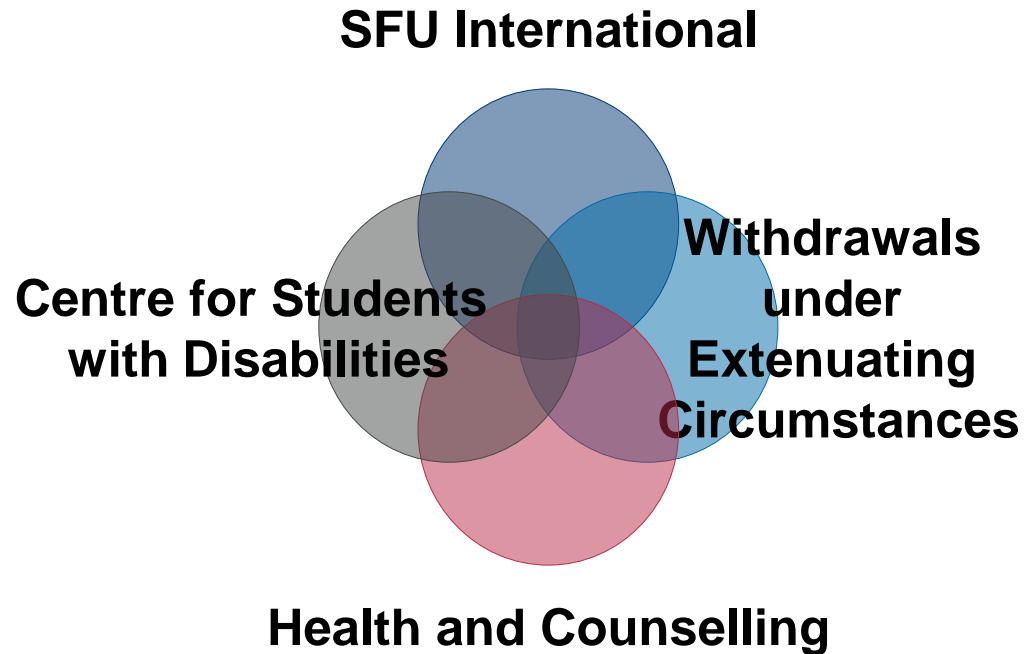 SFU International
Centre for Students
with Disabilities
Withdrawals
under
Extenuating
Circumstances
Health and Counselling